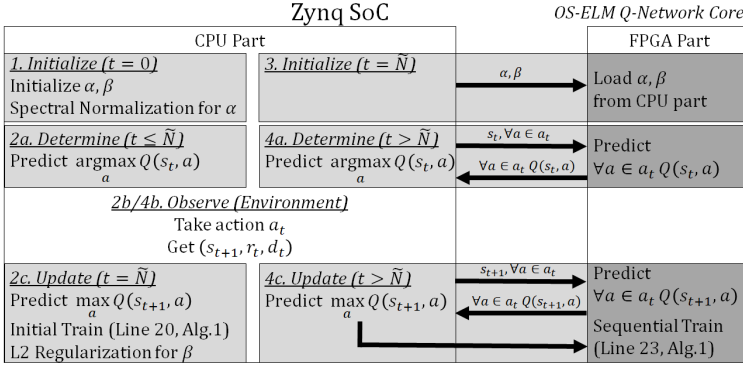 Zynq SoC
OS-ELM Q-Network Core
CPU Part
FPGA Part
1. Initialize (t = 0)
Initialize α, β
Spectral Normalization for α
3. Initialize (t = Ñ)
α, β
Load α, β
from CPU part
2a. Determine (t ≤ Ñ)
Predict argmax Q(s_t, a)
a
4a. Determine (t > Ñ)
Predict argmax Q(s_t, a)
a
s_t, ∀a ∈ a_t
∀a ∈ a_t Q(s_t, a)
Predict
∀a ∈ a_t Q(s_t, a)
2b/4b. Observe (Environment)
Take action a_t
Get (s_{t+1}, r_t, d_t)
2c. Update (t = Ñ)
Predict max Q(s_{t+1}, a)
a
Initial Train (Line 20, Alg.1)
L2 Regularization for β
4c. Update (t > Ñ)
Predict max Q(s_{t+1}, a)
a
s_{t+1}, ∀a ∈ a_t
∀a ∈ a_t Q(s_{t+1}, a)
Predict
∀a ∈ a_t Q(s_{t+1}, a)
Sequential Train
(Line 23, Alg.1)